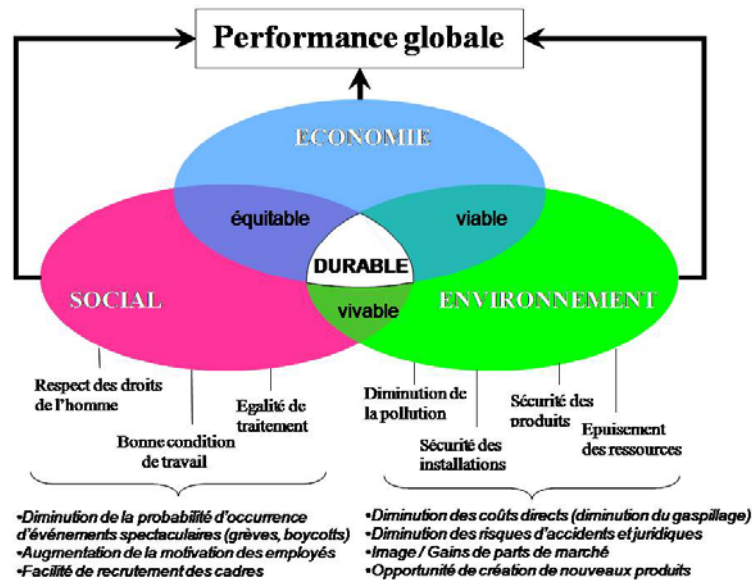 Performance globale
ECONOMIE
équitable
viable
DURABLE
SOCIAL
ENVIRONNEMENT
vivable
Respect des droits
de l'homme
Bonne condition
de travail
Egalité de
traitement
Diminution de
la pollution
Sécurité des
installations
Sécurité des
produits
Epuisement
des ressources
•Diminution de la probabilité d'occurrence
d'événements spectaculaires (grèves, boycotts)
•Augmentation de la motivation des employés
•Facilité de recrutement des cadres
•Diminution des coûts directs (diminution du gaspillage)
•Diminution des risques d'accidents et juridiques
•Image / Gains de parts de marché
•Opportunité de création de nouveaux produits